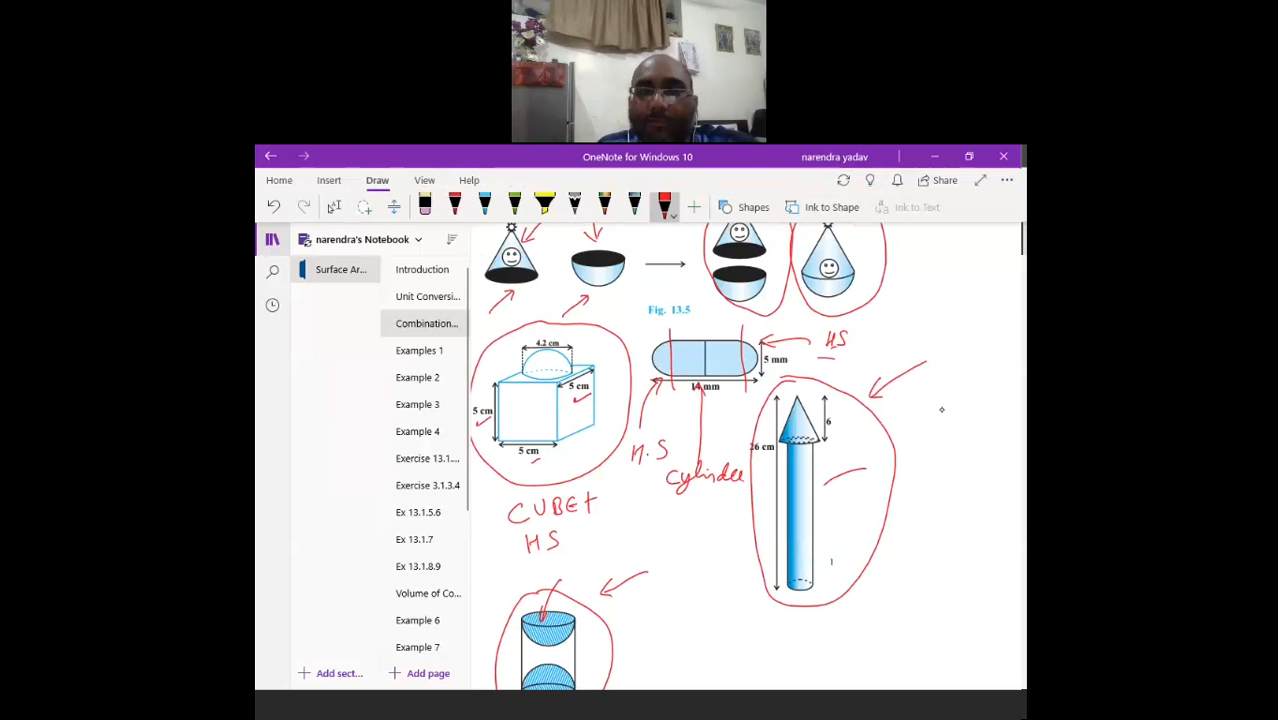 OneNote for Windows 10
narendra yadav
Home
Insert
Draw
View
Help
Share
Shapes
Ink to Shape
Ink to Text
narendra's Notebook
Surface Ar...
Introduction
Unit Conversi...
Combination...
Examples 1
Example 2
Example 3
Example 4
Exercise 13.1....
Exercise 3.1.3.4
Ex 13.1.5.6
Ex 13.1.7
Ex 13.1.8.9
Volume of Co...
Example 6
Example 7
Add sect...
Add page
Fig. 13.5
4.2 cm
5 cm
5 cm
5 cm
CUBE+
HS
HS
5 mm
14 mm
H.S
Cylinder
6
26 cm